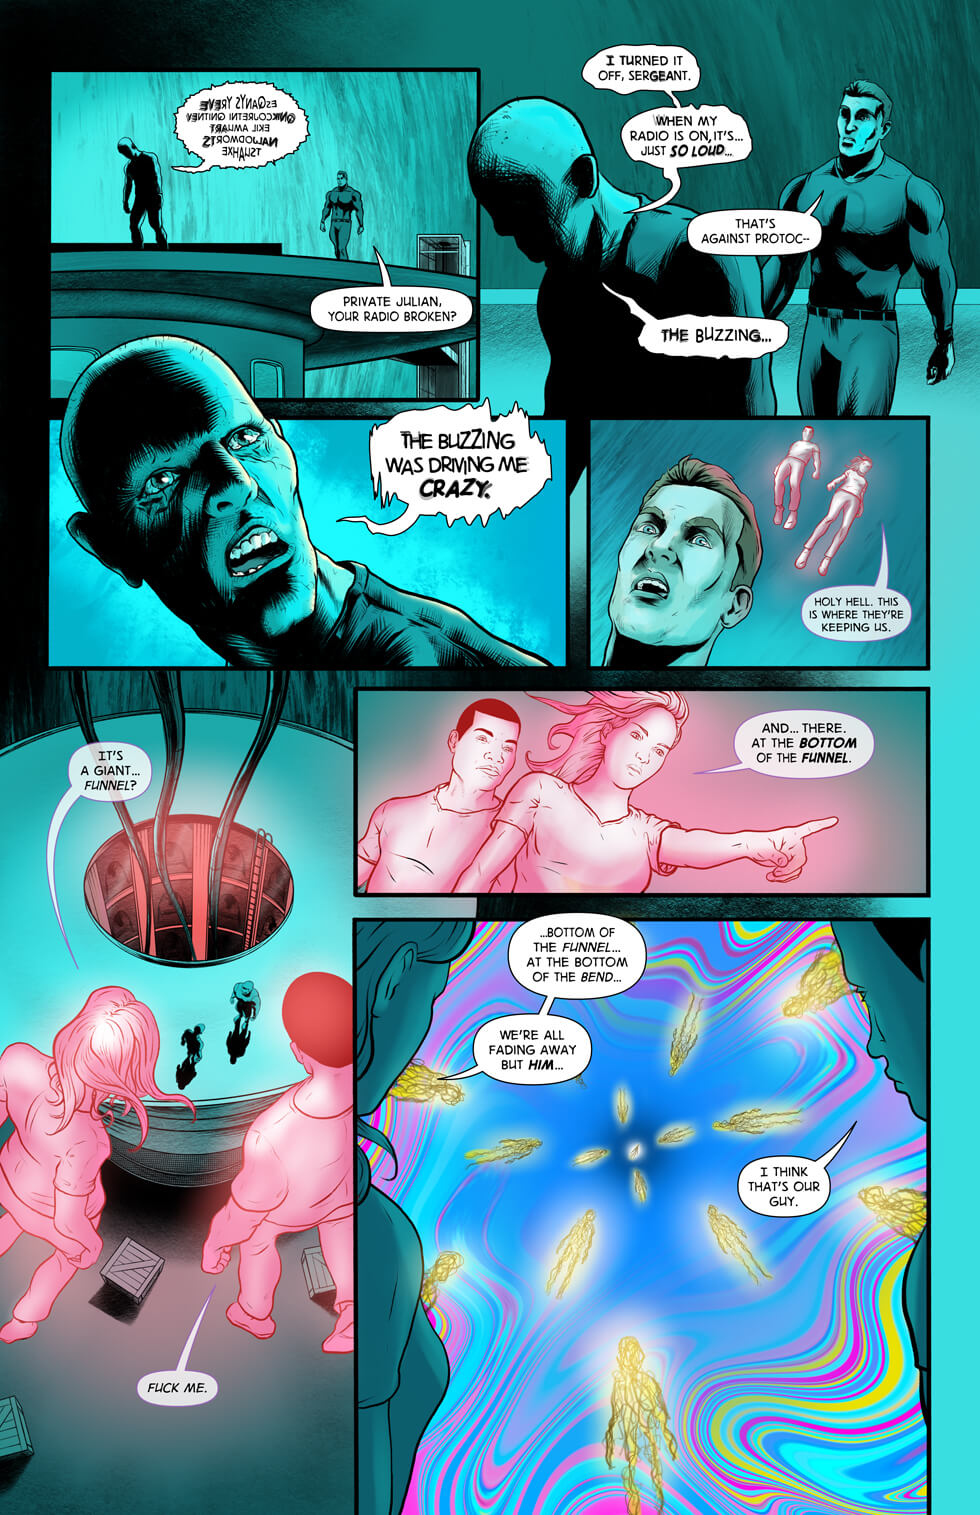 PRIVATE JULIAN,
YOUR RADIO BROKEN?
I TURNED IT
OFF, SERGEANT.
WHEN MY
RADIO IS ON, IT'S...
JUST SO LOUD...
THAT'S
AGAINST PROTOC--
THE BUZZING...
THE BUZZING
WAS DRIVING ME
CRAZY.
HOLY HELL. THIS
IS WHERE THEY'RE
KEEPING US.
IT'S
A GIANT...
FUNNEL?
AND... THERE.
AT THE BOTTOM
OF THE FUNNEL.
FUCK ME.
...BOTTOM OF
THE FUNNEL...
AT THE BOTTOM
OF THE BEND...
WE'RE ALL
FADING AWAY
BUT HIM...
I THINK
THAT'S OUR
GUY.